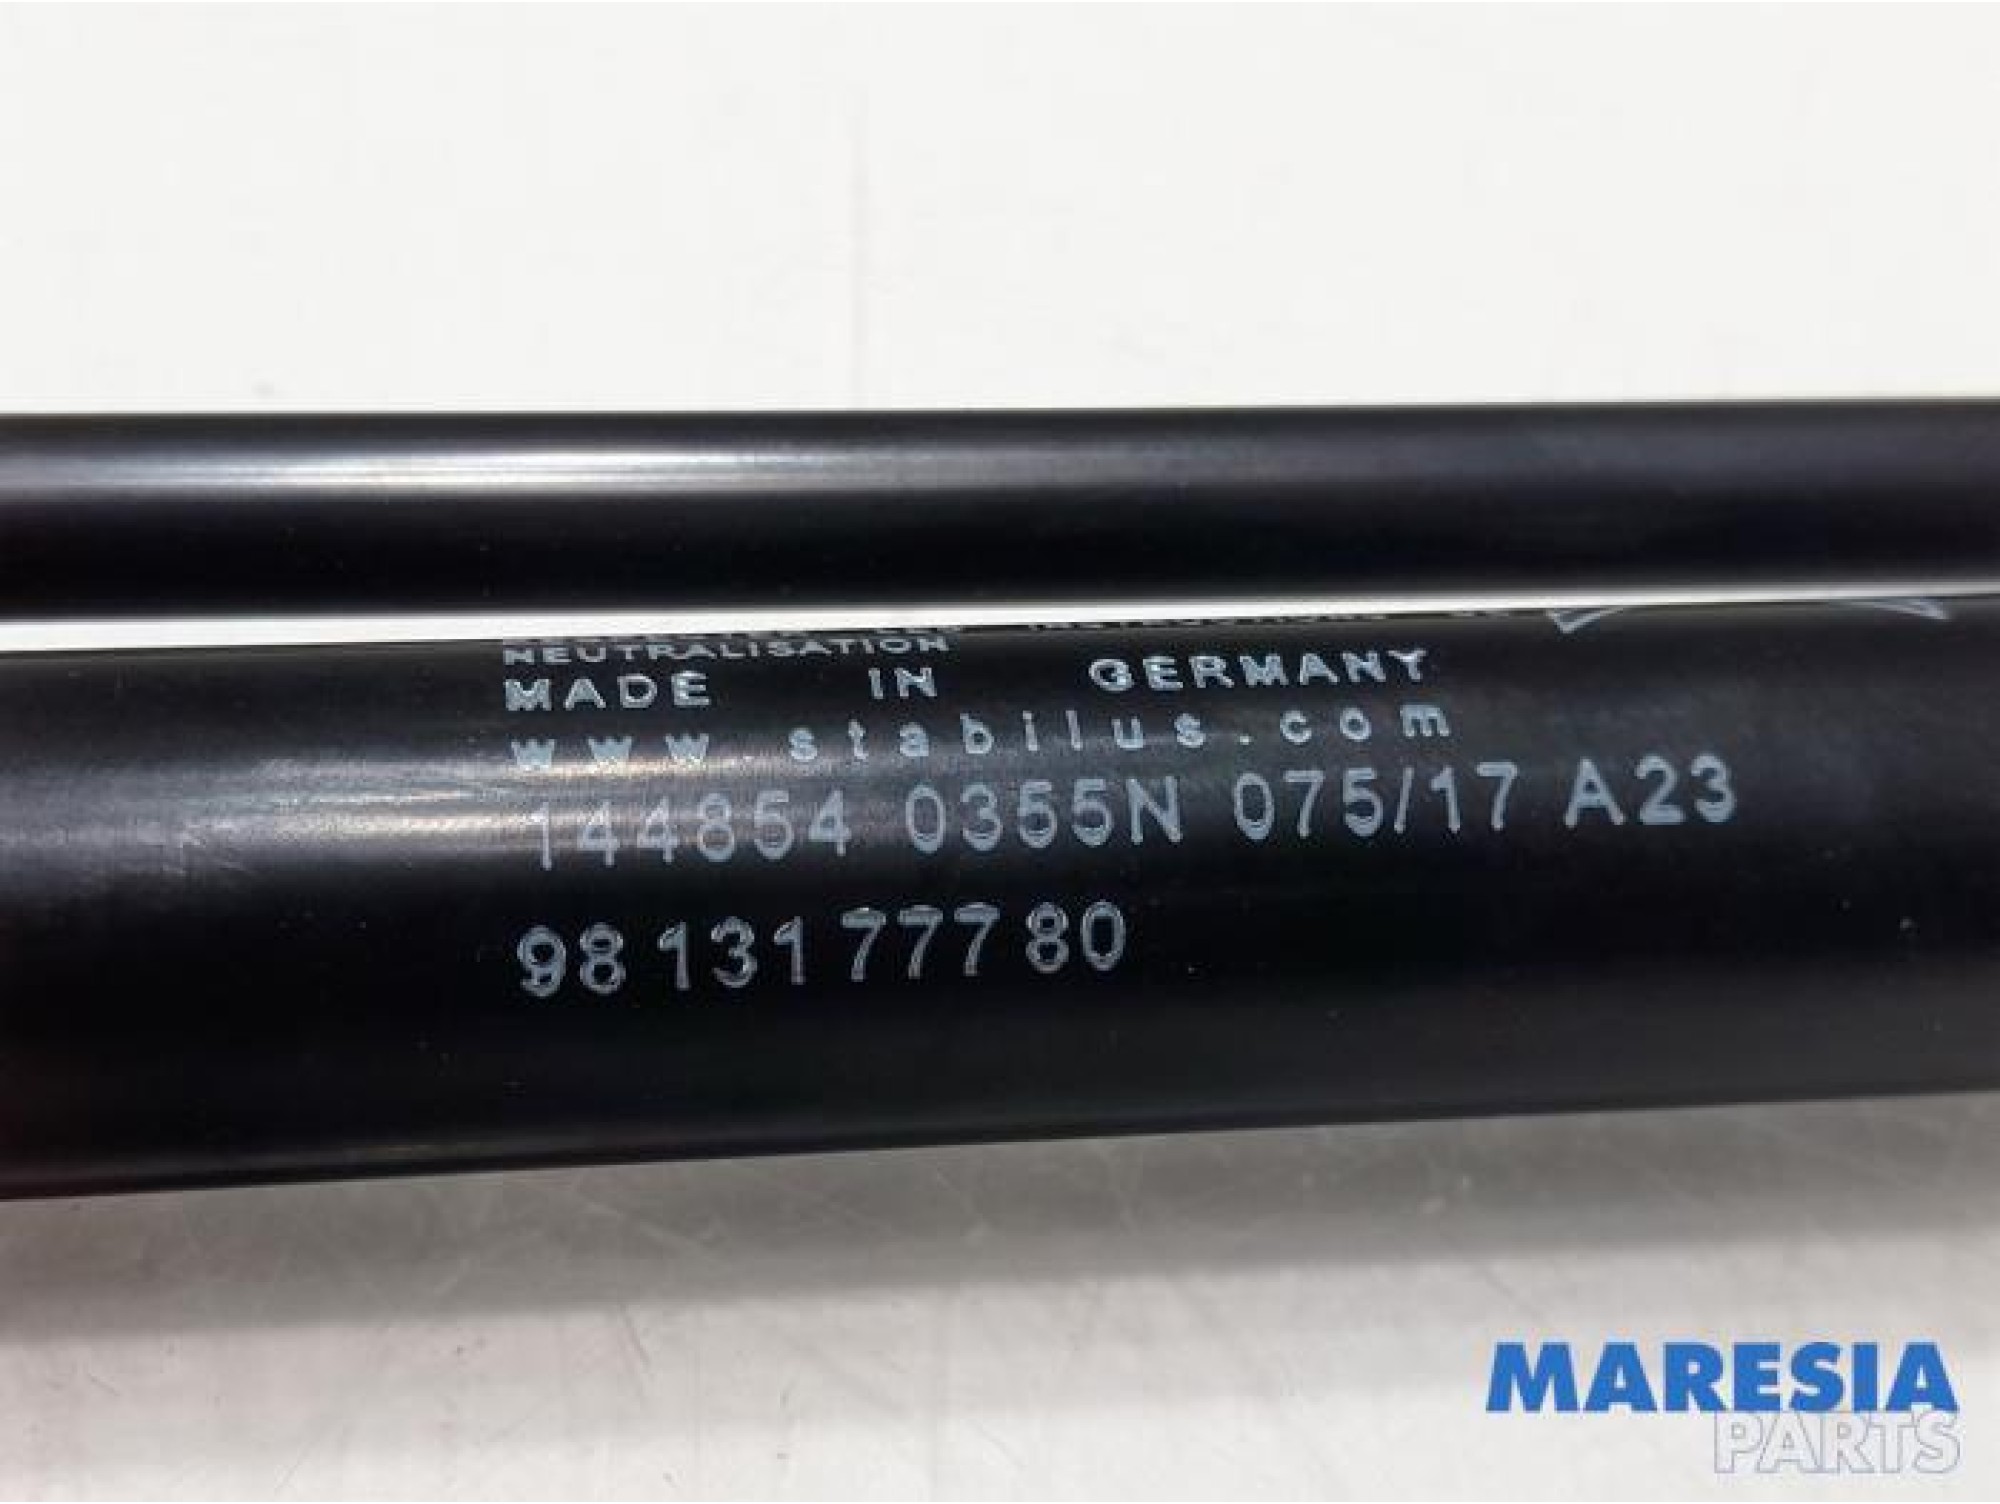 NEUTRALISATION
MADE IN GERMANY
www.stabilus.com
144854 0355N 075/17 A23
9813177780
MARESIA
PARTS